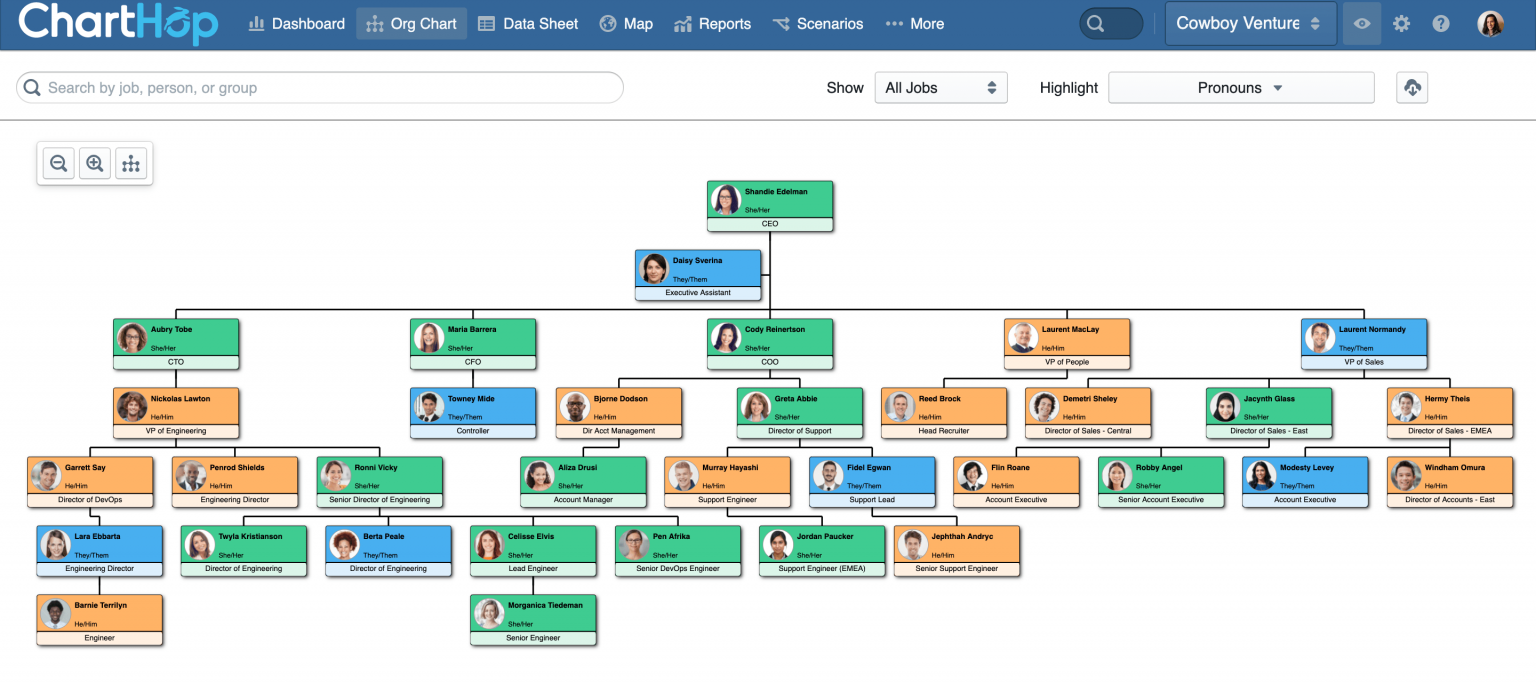 ChartHop
Dashboard
Org Chart
Data Sheet
Map
Reports
Scenarios
More
Cowboy Venture
Search by job, person, or group
Show
All Jobs
Highlight
Pronouns
Shandie Edelman
She/Her
CEO
Daisy Sverina
They/Them
Executive Assistant
Aubry Tobe
She/Her
CTO
Maria Barrera
She/Her
CFO
Cody Reinertson
She/Her
COO
Laurent MacLay
He/Him
VP of People
Laurent Normandy
They/Them
VP of Sales
Nickolas Lawton
He/Him
VP of Engineering
Towney Mide
They/Them
Controller
Bjorne Dodson
He/Him
Dir Acct Management
Greta Abbie
She/Her
Director of Support
Reed Brock
He/Him
Head Recruiter
Demetri Sheley
He/Him
Director of Sales - Central
Jacynth Glass
She/Her
Director of Sales - East
Hermy Theis
He/Him
Director of Sales - EMEA
Garrett Say
He/Him
Director of DevOps
Penrod Shields
He/Him
Engineering Director
Ronni Vicky
She/Her
Senior Director of Engineering
Aliza Drusi
She/Her
Account Manager
Murray Hayashi
He/Him
Support Engineer
Fidel Egwan
They/Them
Support Lead
Flin Roane
He/Him
Account Executive
Robby Angel
She/Her
Senior Account Executive
Modesty Levey
They/Them
Account Executive
Windham Omura
He/Him
Director of Accounts - East
Lara Ebbarta
They/Them
Engineering Director
Twyla Kristianson
She/Her
Director of Engineering
Berta Peale
They/Them
Director of Engineering
Celisse Elvis
She/Her
Lead Engineer
Pen Afrika
She/Her
Senior DevOps Engineer
Jordan Paucker
She/Her
Support Engineer (EMEA)
Jephthah Andryc
He/Him
Senior Support Engineer
Barnie Terrilyn
He/Him
Engineer
Morganica Tiedeman
She/Her
Senior Engineer